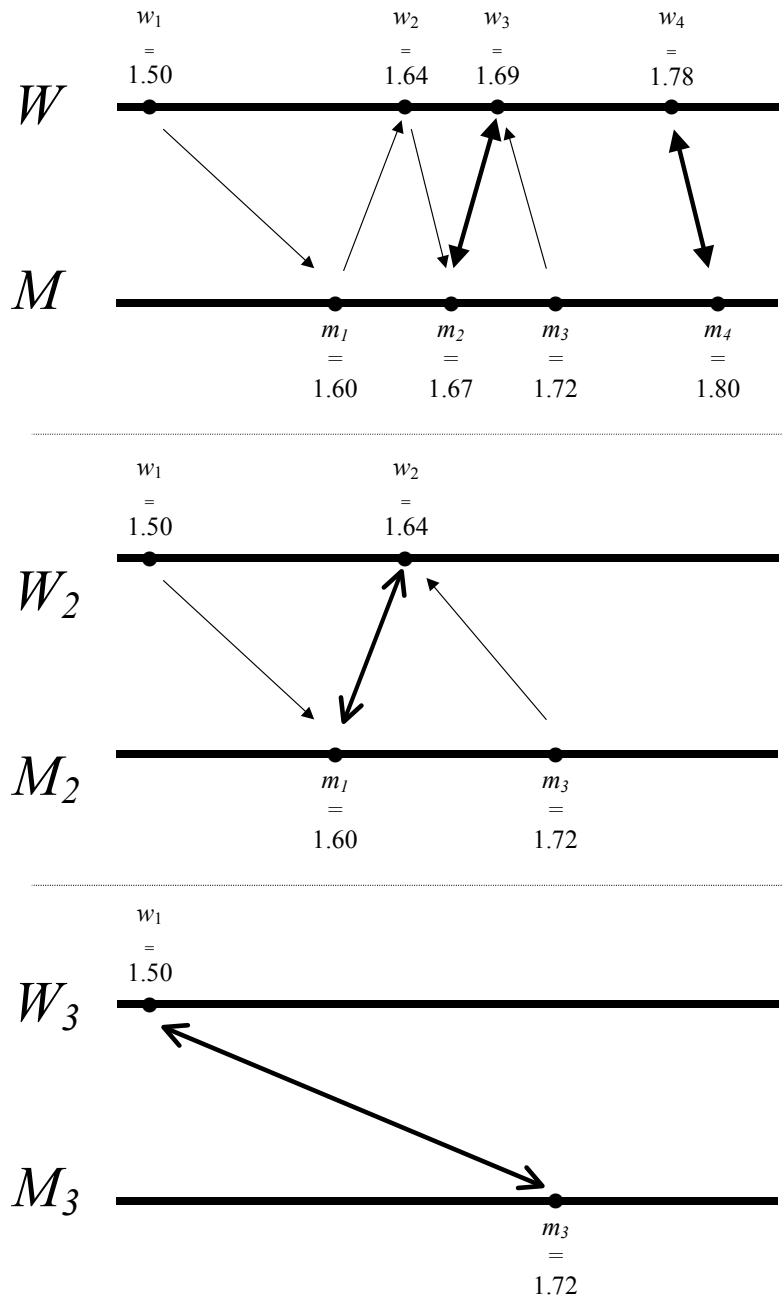 w1 w2 w3 w4
= = = =
1.50 1.64 1.69 1.78
W
M
m1 m2 m3 m4
= = = =
1.60 1.67 1.72 1.80
w1 w2
= =
1.50 1.64
W2
M2
m1 m3
= =
1.60 1.72
w1
=
1.50
W3
M3
m3
=
1.72